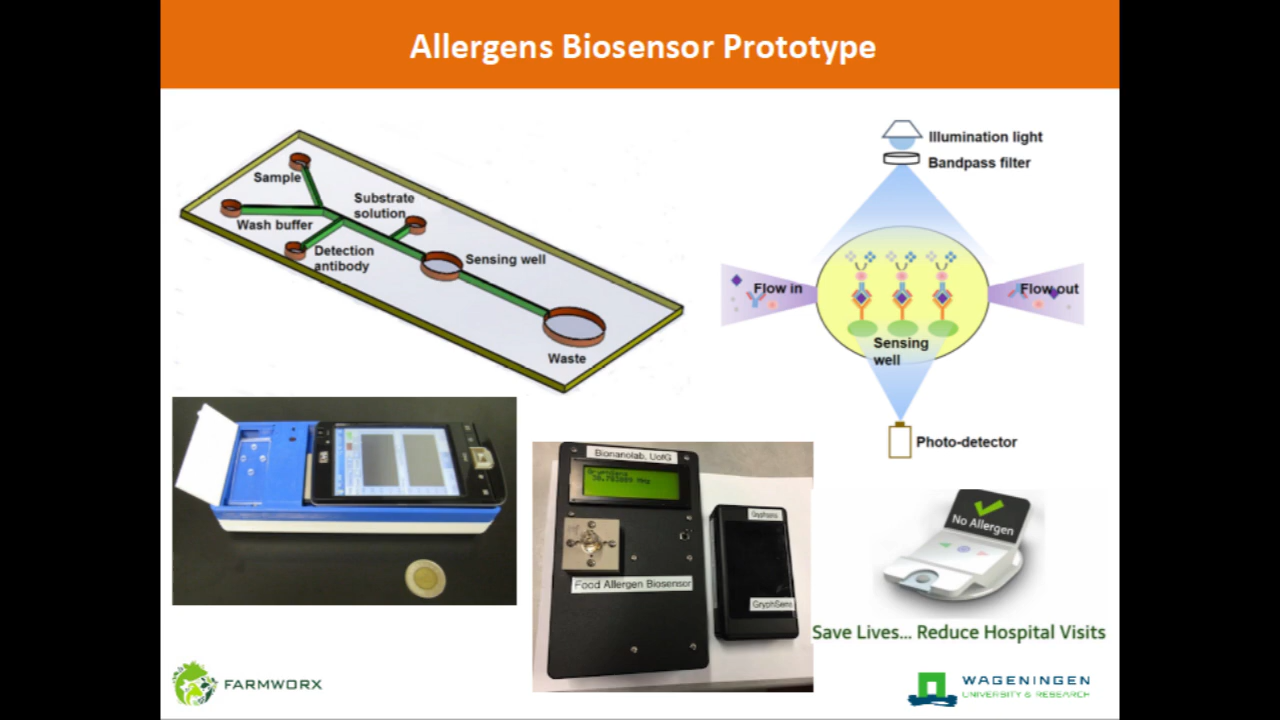 Allergens Biosensor Prototype
Sample
Substrate
solution
Wash buffer
Detection
antibody
Sensing well
Waste
Illumination light
Bandpass filter
Flow in
Flow out
Sensing
well
Photo-detector
Bionanolab, UofG
Food Allergen Biosensor
GryphSens
No Allergen
Save Lives... Reduce Hospital Visits
FARMWORX
WAGENINGEN
UNIVERSITY & RESEARCH